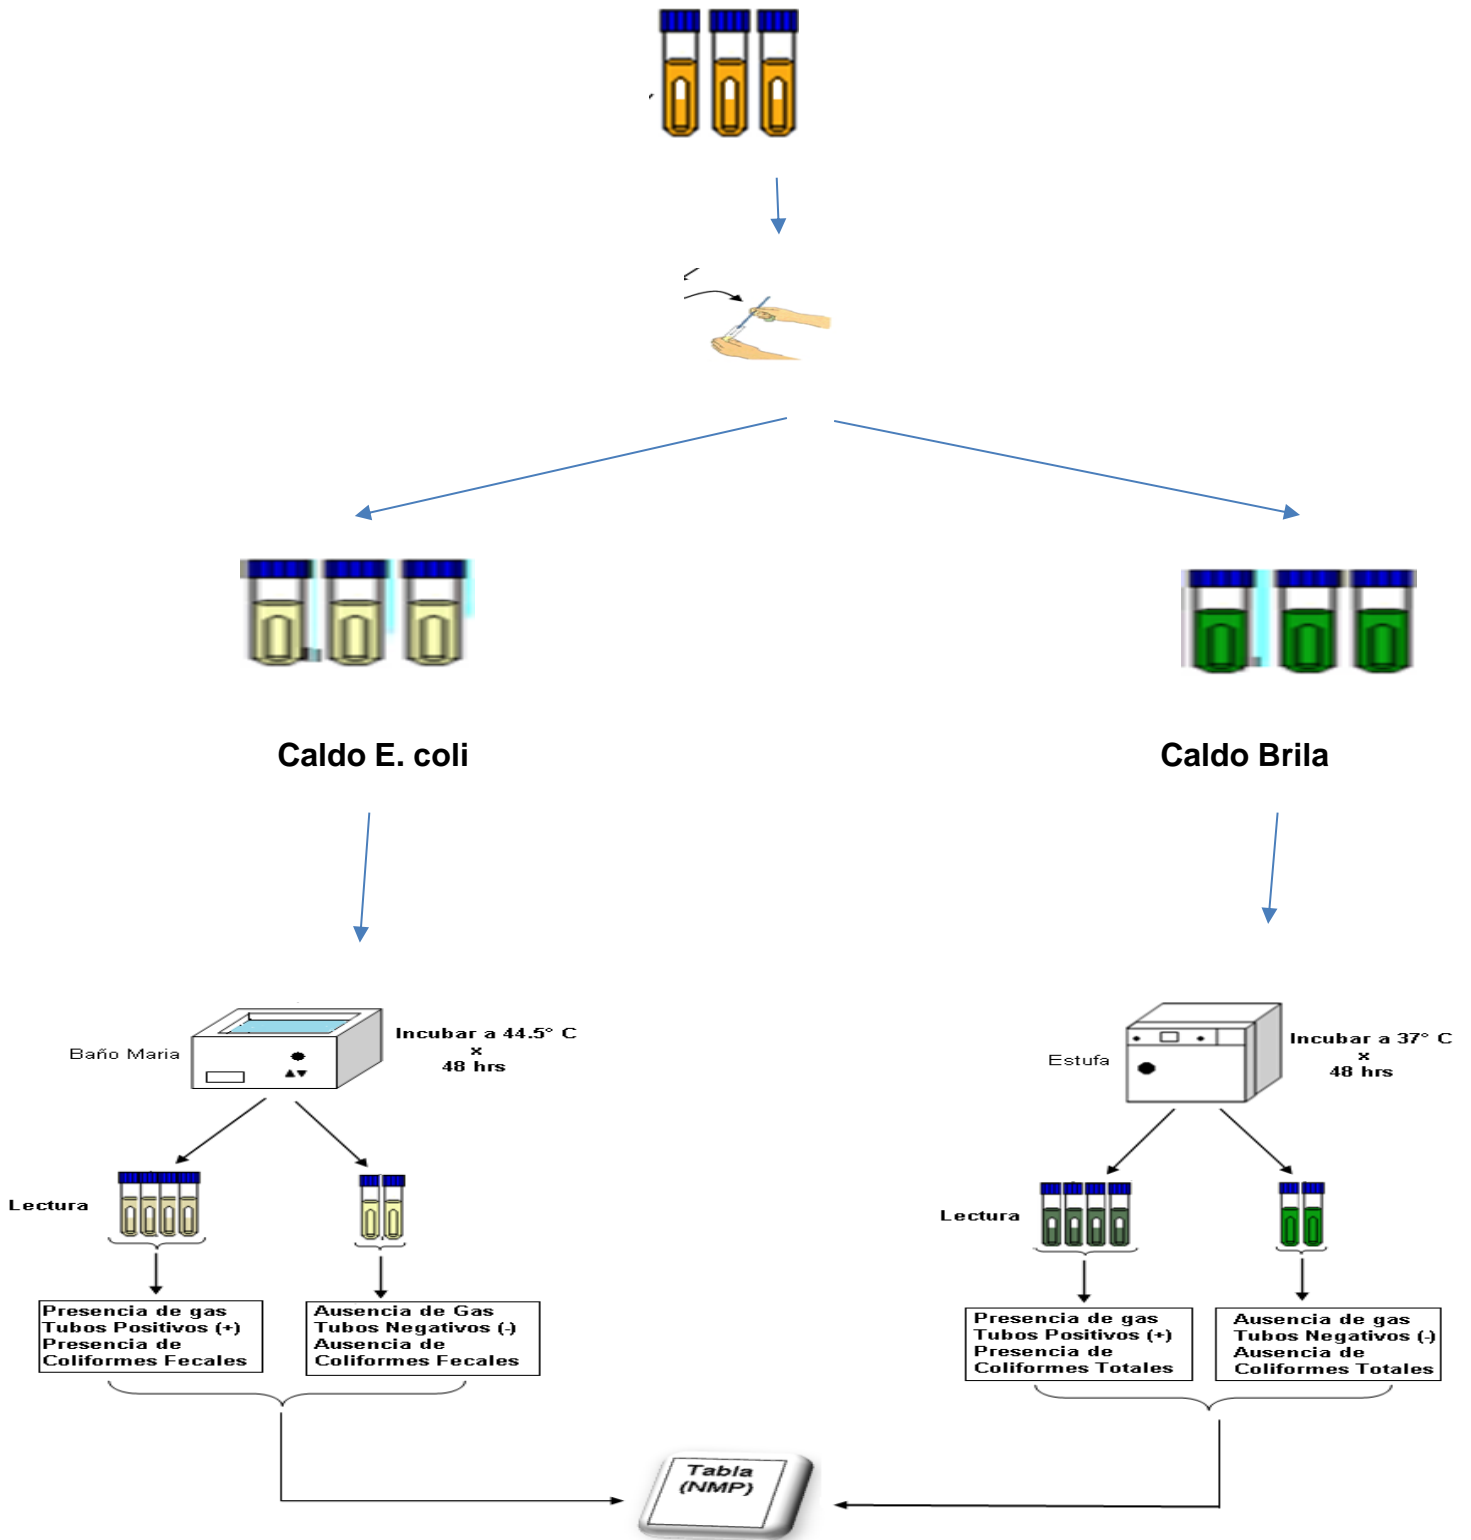 Caldo E. coli
Caldo Brila
Baño Maria
Incubar a 44.5° C
x
48 hrs
Estufa
Incubar a 37° C
x
48 hrs
Lectura
Lectura
Presencia de gas
Tubos Positivos (+)
Presencia de
Coliformes Fecales
Ausencia de Gas
Tubos Negativos (-)
Ausencia de
Coliformes Fecales
Presencia de gas
Tubos Positivos (+)
Presencia de
Coliformes Totales
Ausencia de gas
Tubos Negativos (-)
Ausencia de
Coliformes Totales
Tabla
(NMP)